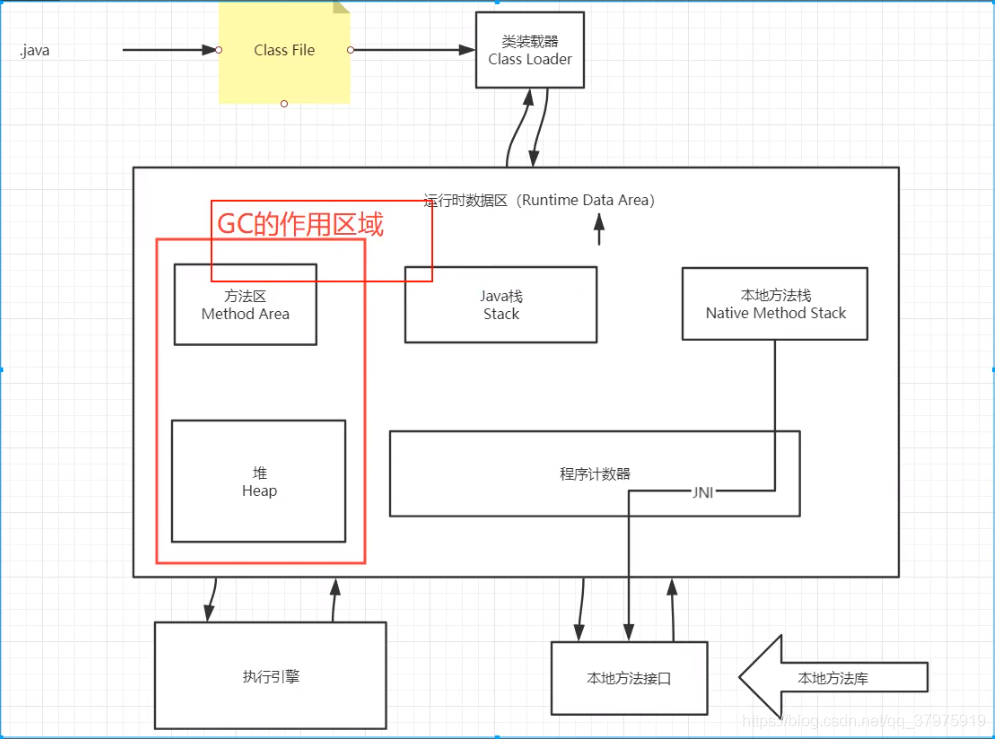 .java
Class File
类装载器
Class Loader
运行时数据区（Runtime Data Area）
GC的作用区域
方法区
Method Area
Java栈
Stack
本地方法栈
Native Method Stack
堆
Heap
程序计数器
JNI
执行引擎
本地方法接口
本地方法库
https://blog.csdn.net/qq_37975919